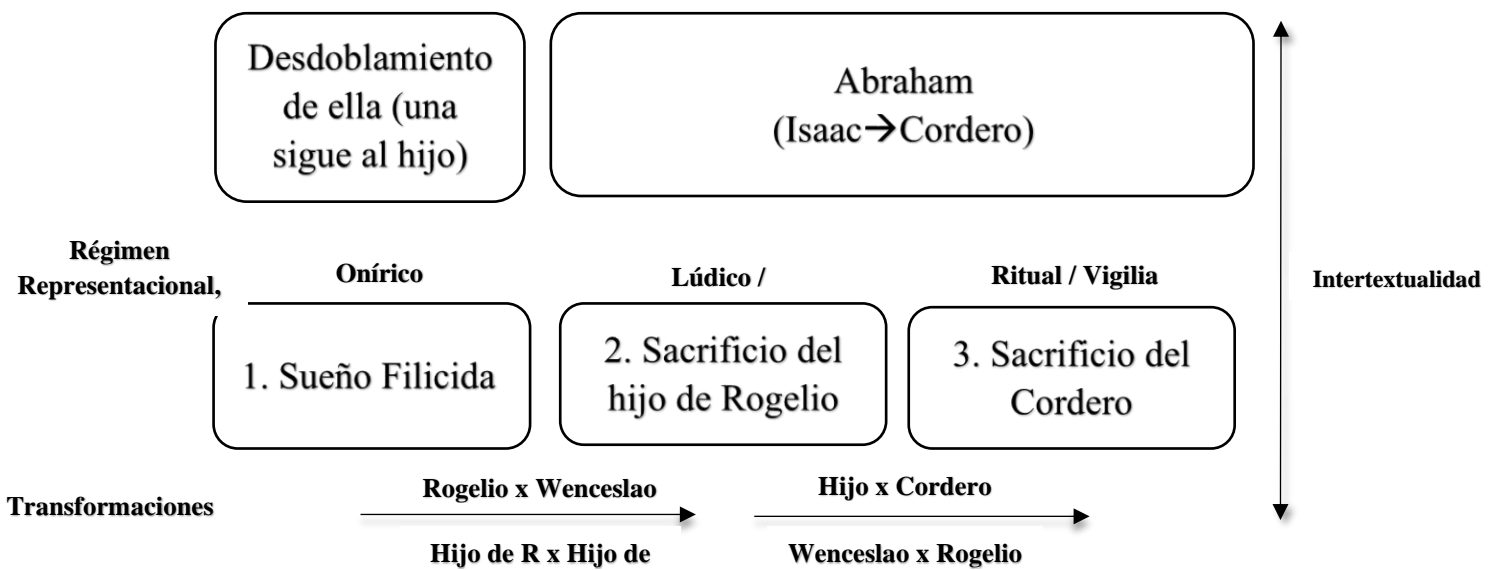 Desdoblamiento
de ella (una
sigue al hijo)
Abraham
(Isaac→Cordero)
Régimen
Representacional,
Onírico
Lúdico /
Ritual / Vigilia
Intertextualidad
1. Sueño Filicida
2. Sacrificio del
hijo de Rogelio
3. Sacrificio del
Cordero
Transformaciones
Rogelio x Wenceslao
Hijo x Cordero
Hijo de R x Hijo de
Wenceslao x Rogelio